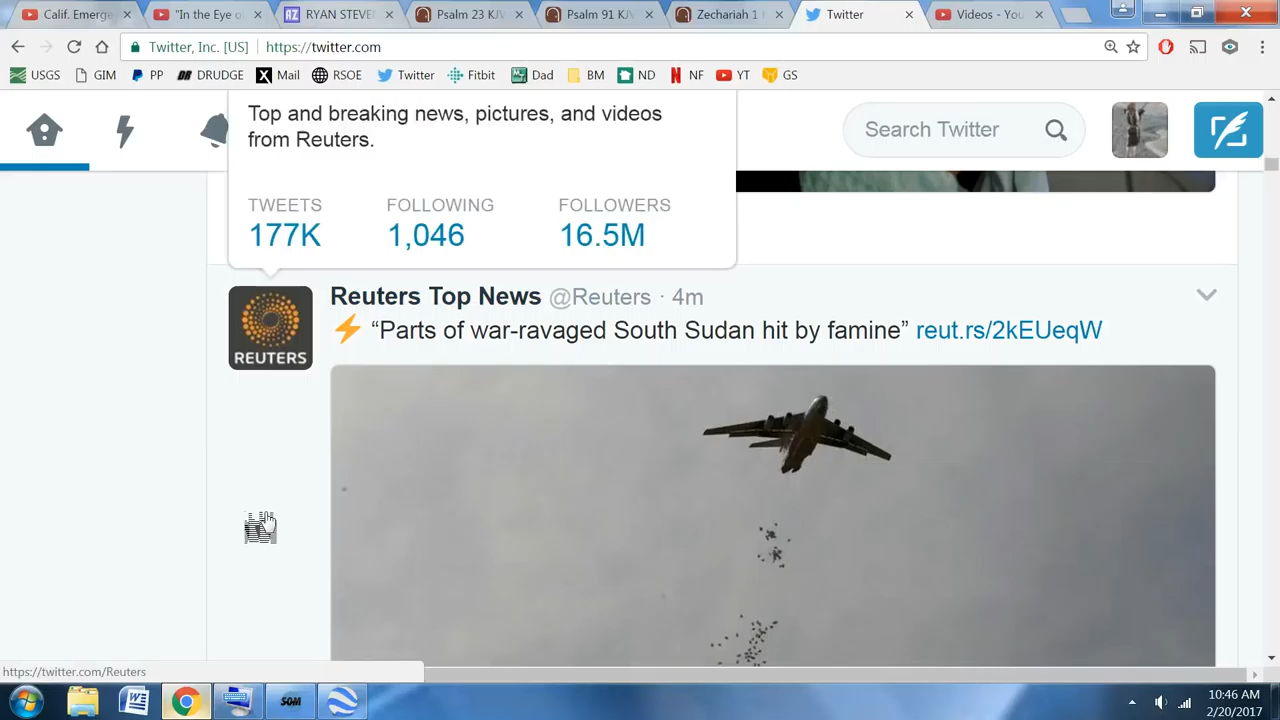 Calif. Emerge
"In the Eye of
RYAN STEVEN
Psalm 23 KJV
Psalm 91 KJV
Zechariah 1 K
Twitter
Videos - You
Twitter, Inc. [US]
https://twitter.com
USGS
GIM
PP
DRUDGE
Mail
RSOE
Twitter
Fitbit
Dad
BM
ND
NF
YT
GS
Top and breaking news, pictures, and videos
from Reuters.
Search Twitter
TWEETS
FOLLOWING
FOLLOWERS
177K
1,046
16.5M
Reuters Top News @Reuters · 4m
⚡ “Parts of war-ravaged South Sudan hit by famine” reut.rs/2kEUeqW
REUTERS
https://twitter.com/Reuters
SOM
10:46 AM
2/20/2017